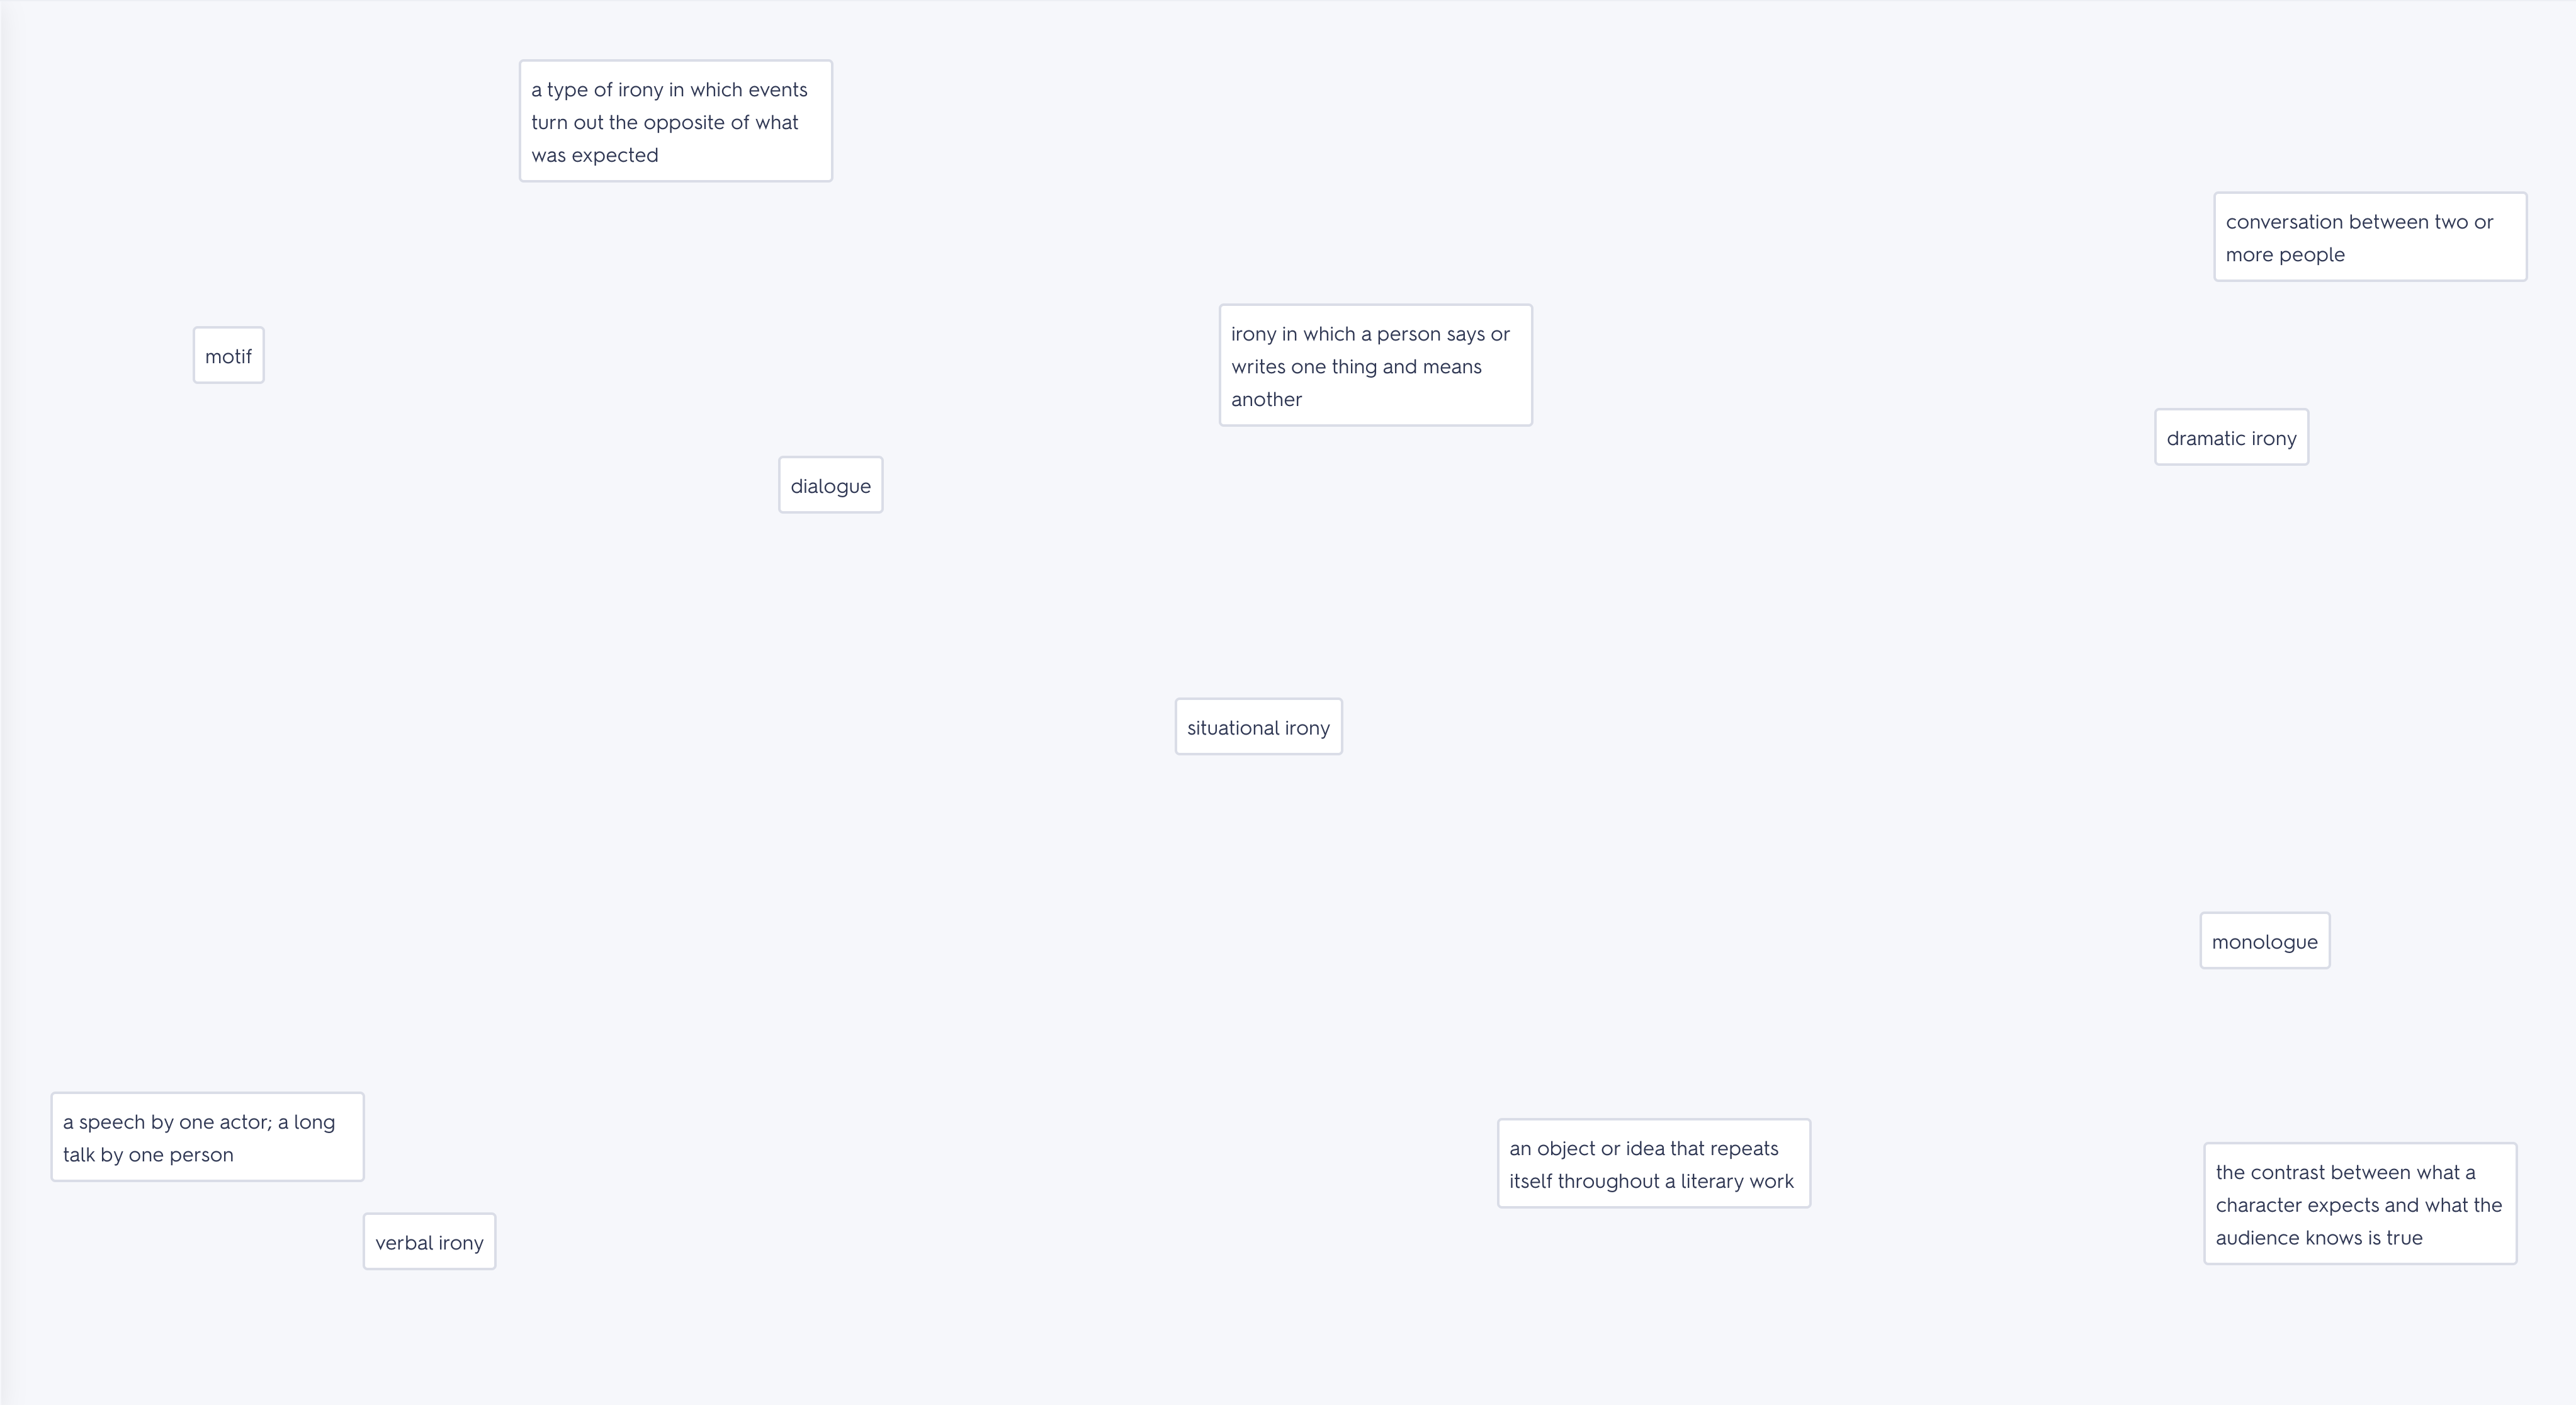 a type of irony in which events
turn out the opposite of what
was expected
conversation between two or
more people
irony in which a person says or
writes one thing and means
another
motif
dramatic irony
dialogue
situational irony
monologue
a speech by one actor; a long
talk by one person
an object or idea that repeats
itself throughout a literary work
the contrast between what a
character expects and what the
audience knows is true
verbal irony